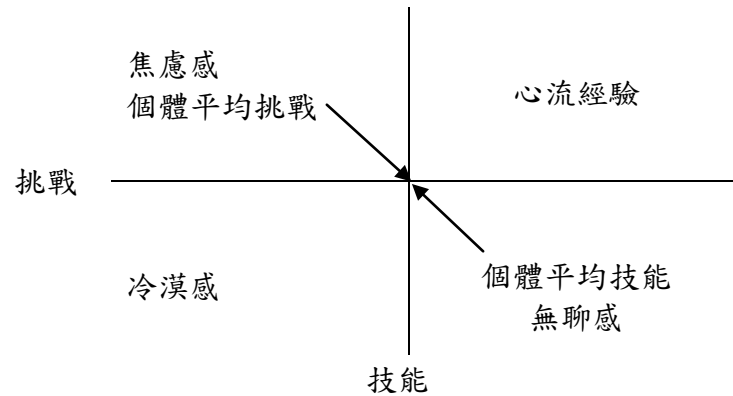 焦慮感
個體平均挑戰
心流經驗
挑戰
冷漠感
個體平均技能
無聊感
技能